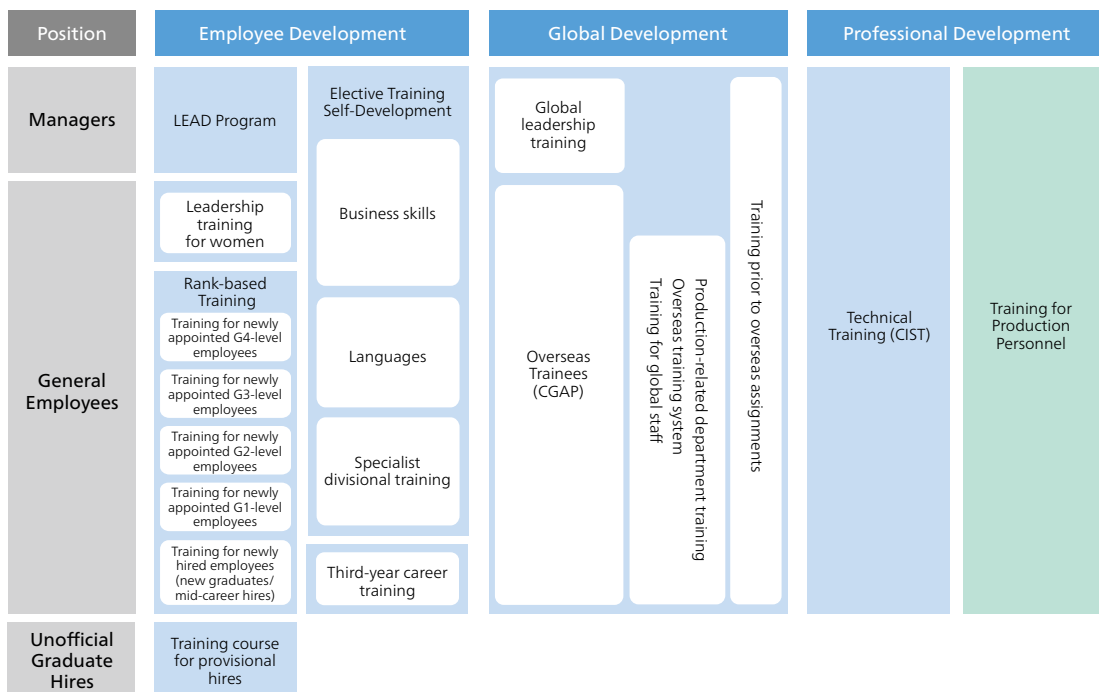 Position
Employee Development
Global Development
Professional Development
Managers
LEAD Program
Elective Training
Self-Development
Business skills
Languages
Specialist
divisional training
Third-year career
training
Global
leadership
training
Overseas
Trainees
(CGAP)
Production-related department training
Overseas training system
Training for global staff
Training prior to overseas assignments
Technical
Training (CIST)
Training for
Production
Personnel
General
Employees
Leadership
training
for women
Rank-based
Training
Training for newly
appointed G4-level
employees
Training for newly
appointed G3-level
employees
Training for newly
appointed G2-level
employees
Training for newly
appointed G1-level
employees
Training for newly
hired employees
(new graduates/
mid-career hires)
Unofficial
Graduate
Hires
Training course
for provisional
hires